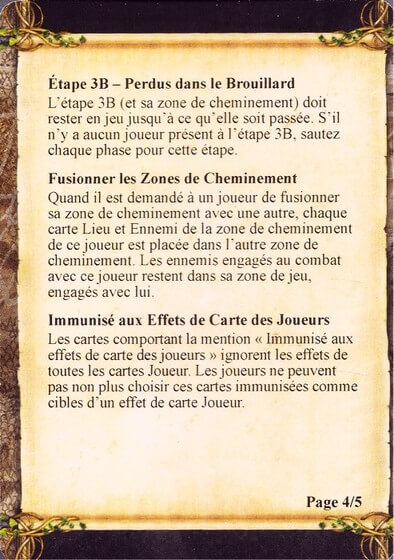 Étape 3B – Perdus dans le Brouillard
L'étape 3B (et sa zone de cheminement) doit
rester en jeu jusqu'à ce qu'elle soit passée. S'il
n'y a aucun joueur présent à l'étape 3B, sautez
chaque phase pour cette étape.
Fusionner les Zones de Cheminement
Quand il est demandé à un joueur de fusionner
sa zone de cheminement avec une autre, chaque
carte Lieu et Ennemi de la zone de cheminement
de ce joueur est placée dans l'autre zone de
cheminement. Les ennemis engagés au combat
avec ce joueur restent dans sa zone de jeu,
engagés avec lui.
Immunisé aux Effets de Carte des Joueurs
Les cartes comportant la mention « Immunisé aux
effets de carte des joueurs » ignorent les effets de
toutes les cartes Joueur. Les joueurs ne peuvent
pas non plus choisir ces cartes immunisées comme
cibles d'un effet de carte Joueur.
Page 4/5